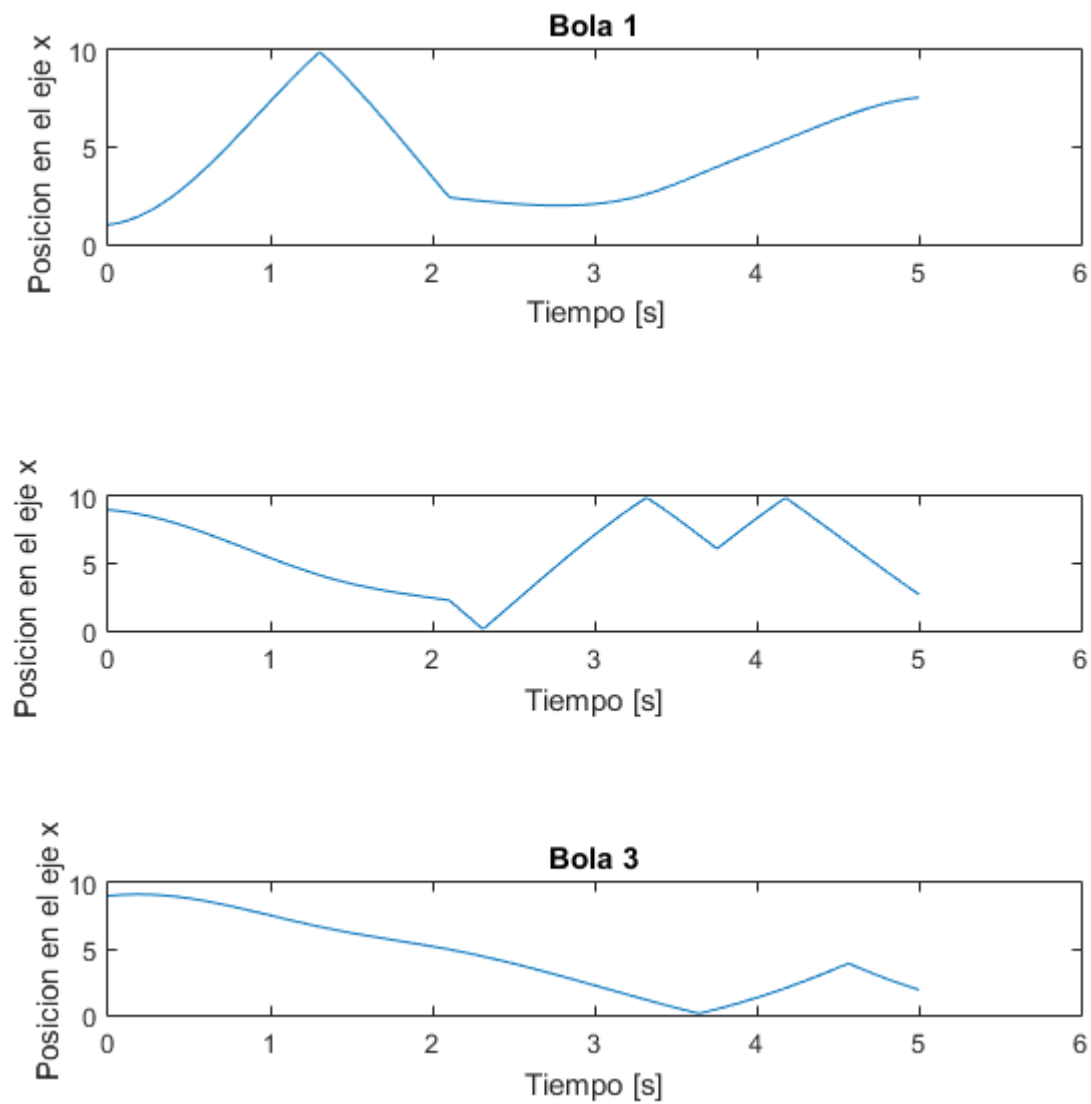 Bola 1
Posicion en el eje x
10
5
0
0 1 2 3 4 5 6
Tiempo [s]
Posicion en el eje x
10
5
0
0 1 2 3 4 5 6
Tiempo [s]
Bola 3
Posicion en el eje x
10
5
0
0 1 2 3 4 5 6
Tiempo [s]